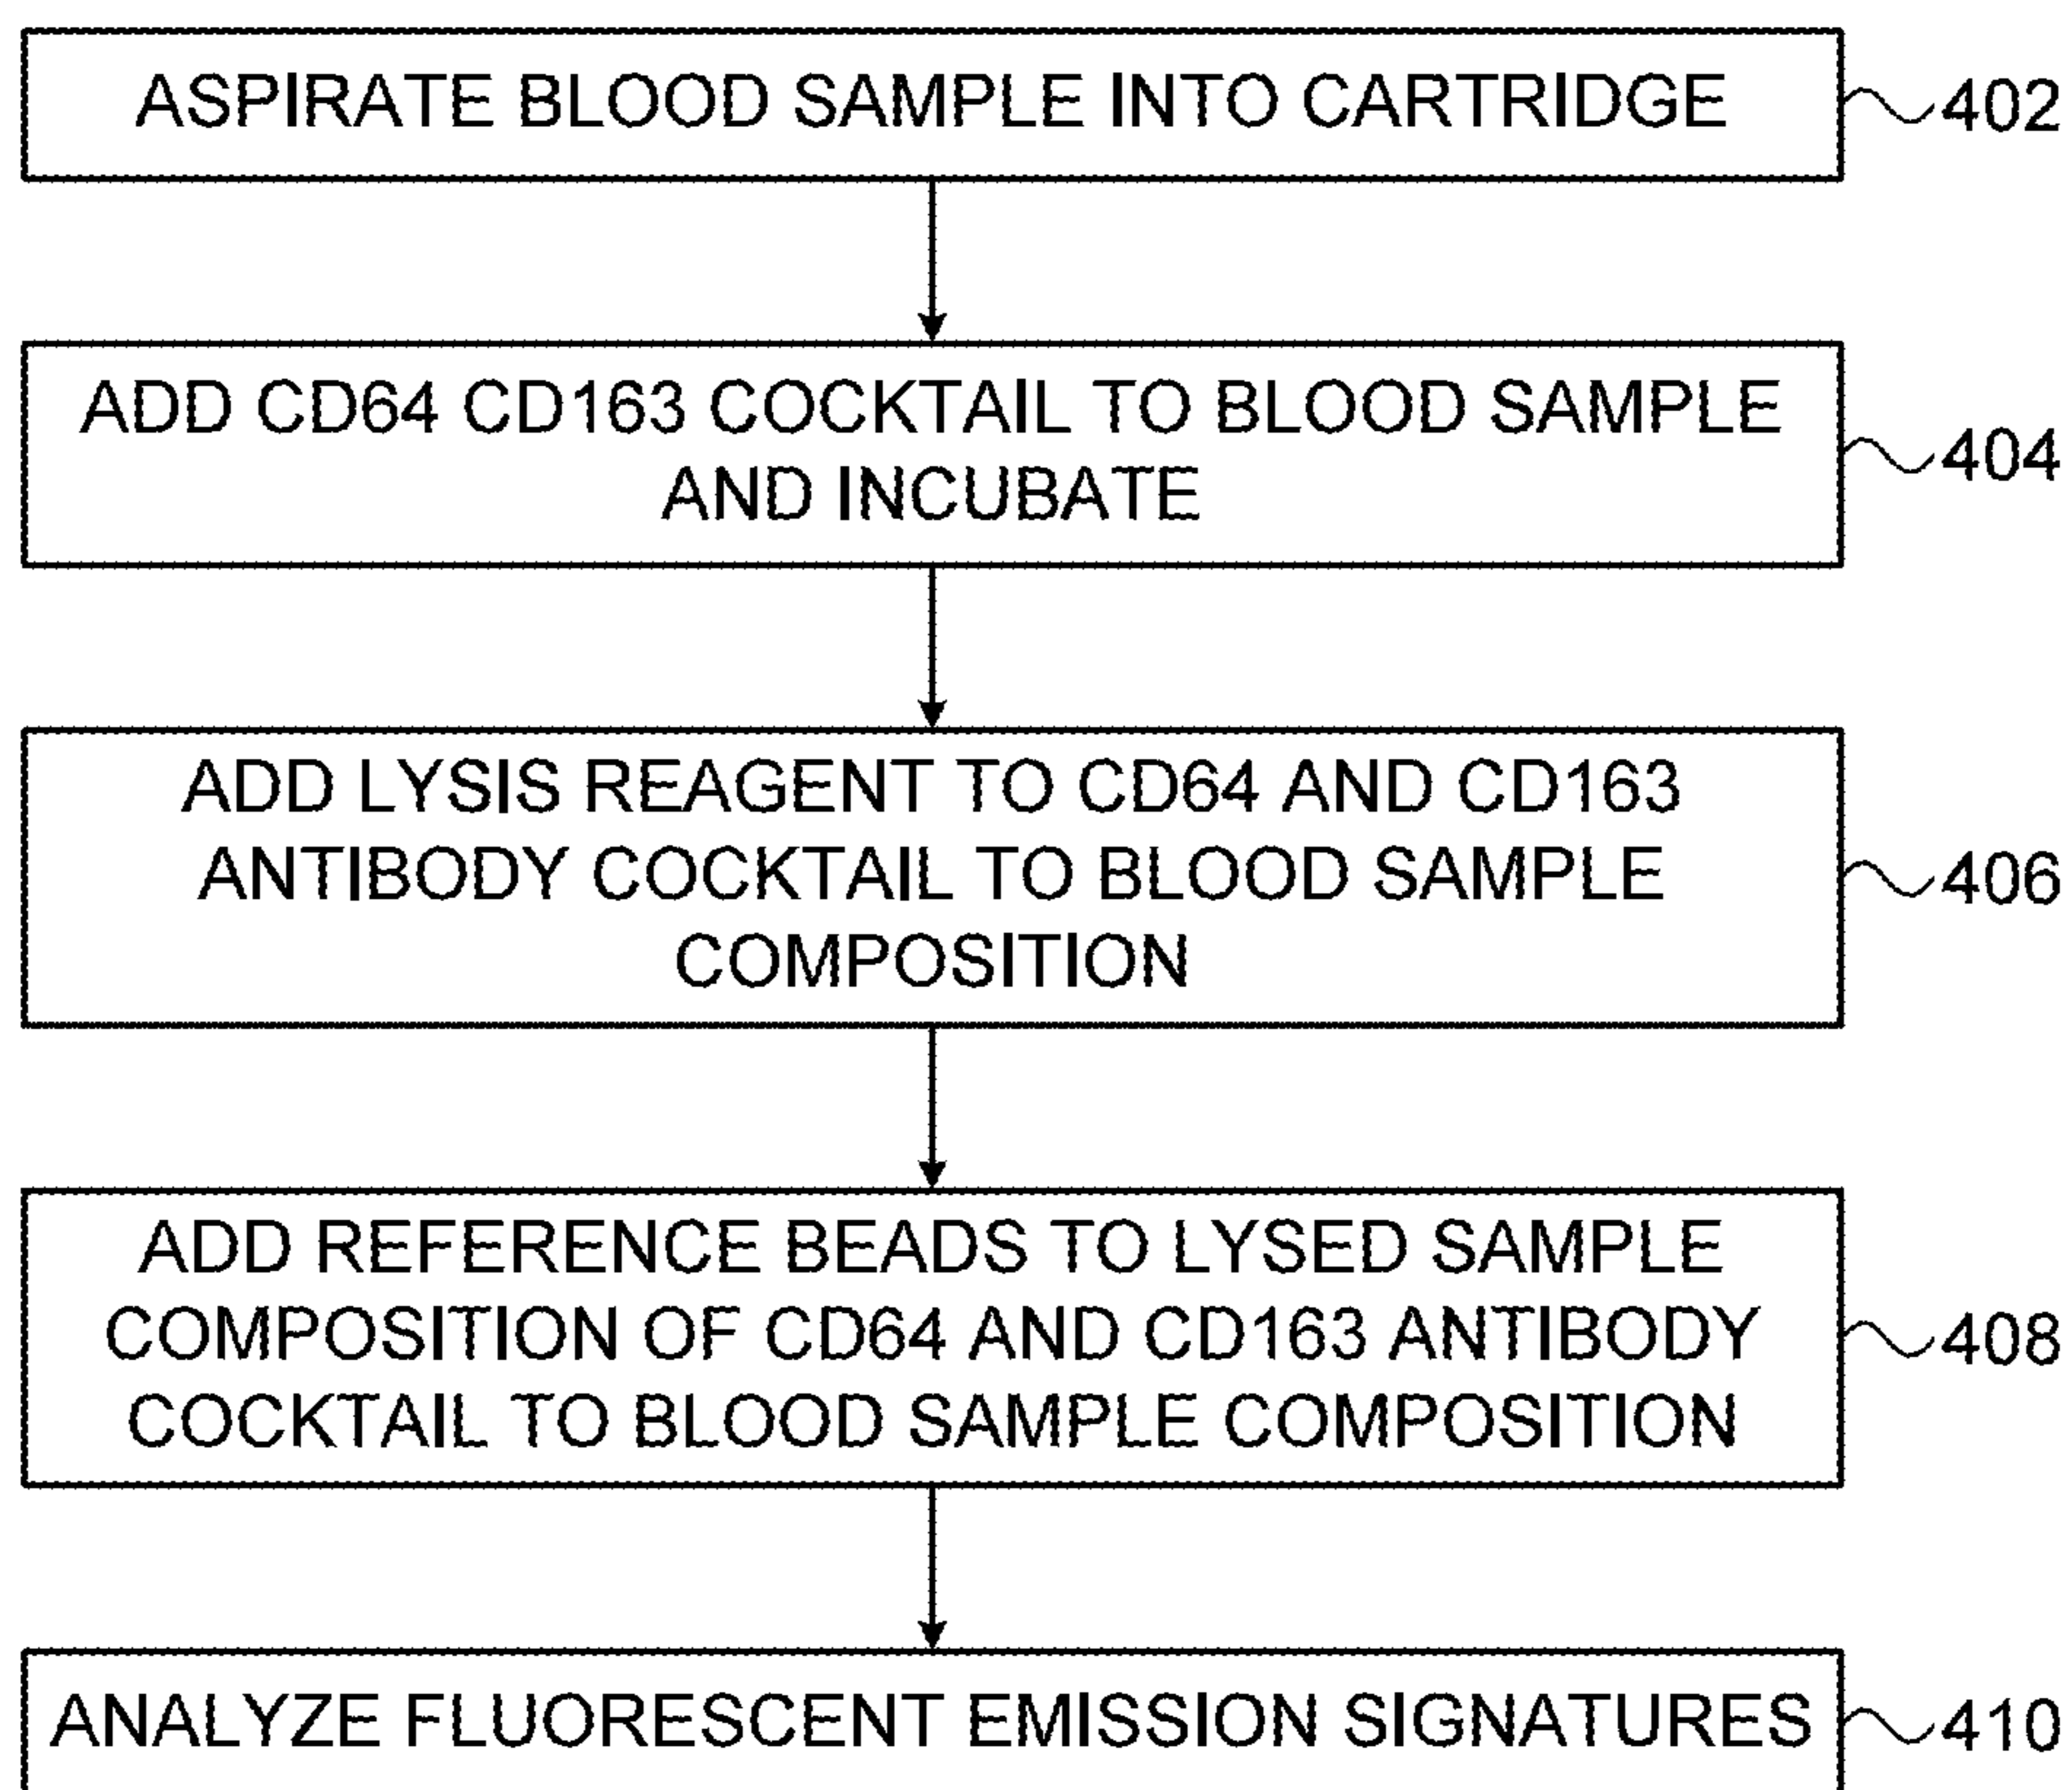 ASPIRATE BLOOD SAMPLE INTO CARTRIDGE
402
ADD CD64 CD163 COCKTAIL TO BLOOD SAMPLE
AND INCUBATE
404
ADD LYSIS REAGENT TO CD64 AND CD163
ANTIBODY COCKTAIL TO BLOOD SAMPLE
COMPOSITION
406
ADD REFERENCE BEADS TO LYSED SAMPLE
COMPOSITION OF CD64 AND CD163 ANTIBODY
COCKTAIL TO BLOOD SAMPLE COMPOSITION
408
ANALYZE FLUORESCENT EMISSION SIGNATURES
410